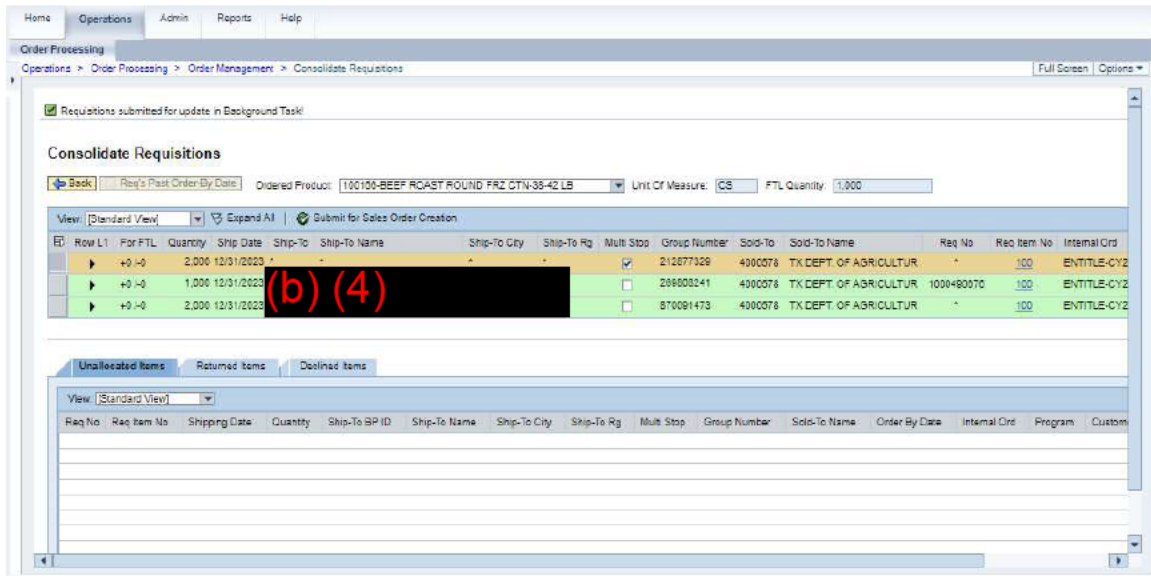 Home Operations Admin Reports Help
Order Processing
Operations > Order Processing > Order Management > Consolidate Requisitions Full Screen Options
Requisitions submitted for update in Background Task!
Consolidate Requisitions
Back Req's Past Order By Date Ordered Product: 100166-BEEF ROAST ROUND FRZ CTN-38-42 LB Unit Of Measure: CS FTL Quantity: 1,000
View: [Standard View] Expand All | Submit for Sales Order Creation
Row L1 For FTL Quantity Ship Date Ship-To Ship-To Name Ship-To City Ship-To Rg Multi Stop Group Number Sold-To Sold-To Name Req No Req Item No Internal Ord
+0 /-0 2,000 12/31/2023 * * * * 212877329 4000578 TX DEPT. OF AGRICULTUR * 100 ENTITLE-CY2
+0 /-0 1,000 12/31/2023 4000578 TX DEPT. OF AGRICULTUR 100 ENTITLE-CY2
+0 /-0 2,000 12/31/2023 870091473 4000578 TX DEPT. OF AGRICULTUR * 100 ENTITLE-CY2
(b) (4)
Unallocated Items Returned Items Declined Items
View: [Standard View]
Req No Req Item No Shipping Date Quantity Ship-To BP ID Ship-To Name Ship-To City Ship-To Rg Multi Stop Group Number Sold-To Name Order By Date Internal Ord Program Custom